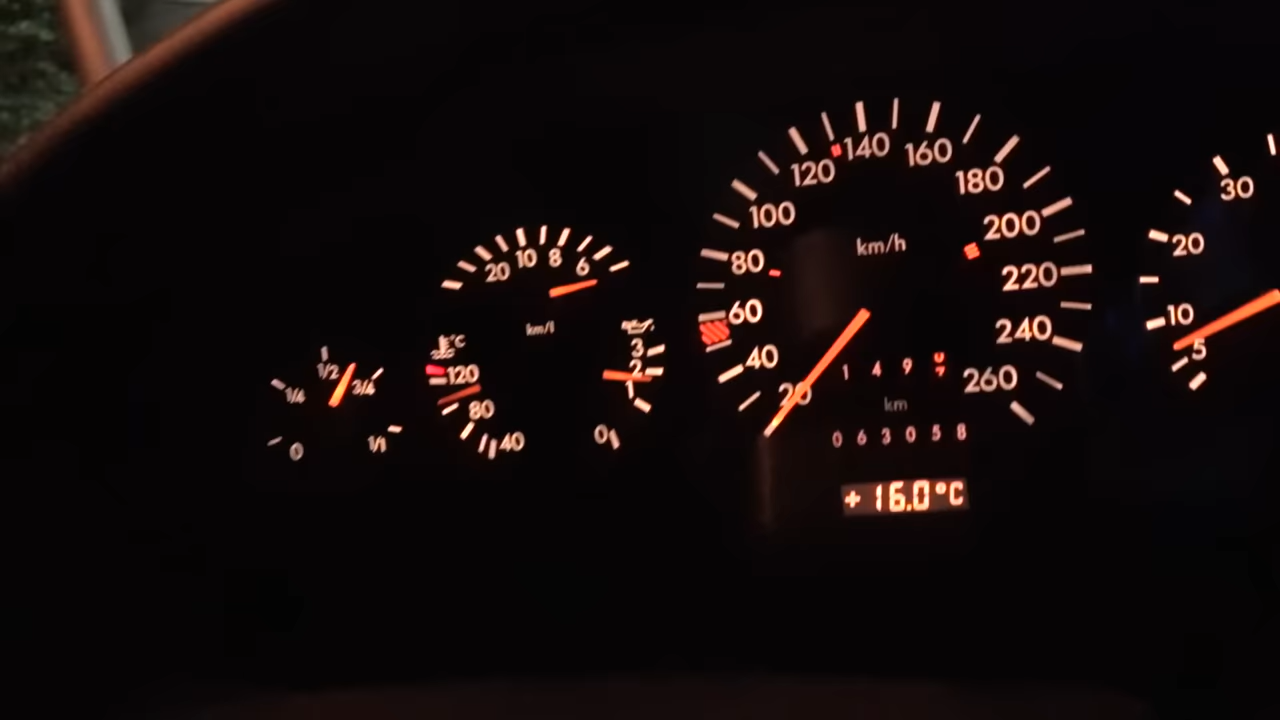 0 1/4 1/2 3/4 1/1
20 10 8 6
km/l
°C
120
80
40
3
2
1
0
20 40 60 80 100 120 140 160 180 200 220 240 260
km/h
1 4 9
km
0 6 3 0 5 8
+16.0°C
5 10 20 30